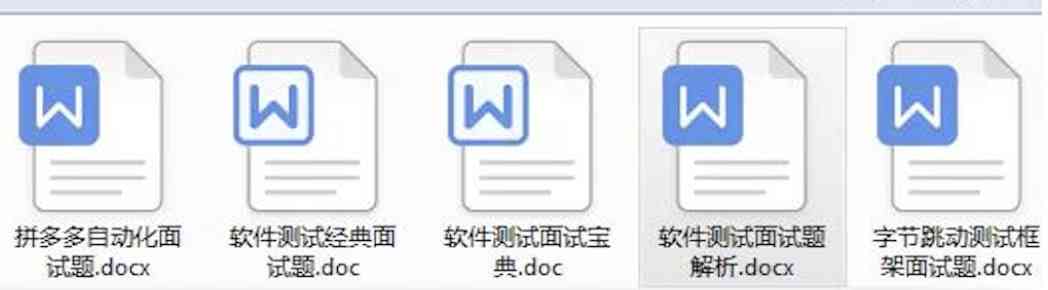 拼多多自动化面
试题.docx
软件测试经典面
试题.doc
软件测试面试宝
典.doc
软件测试面试题
解析.docx
字节跳动测试框
架面试题.docx